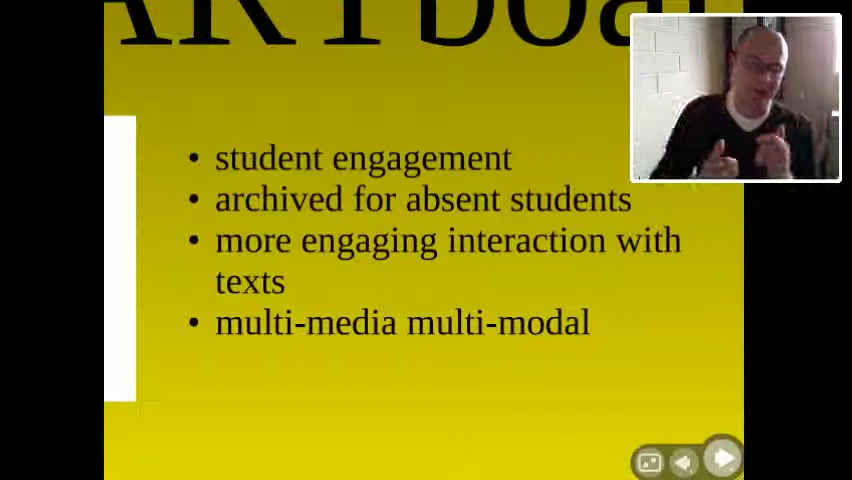 student engagement
archived for absent students
more engaging interaction with
texts
multi-media multi-modal